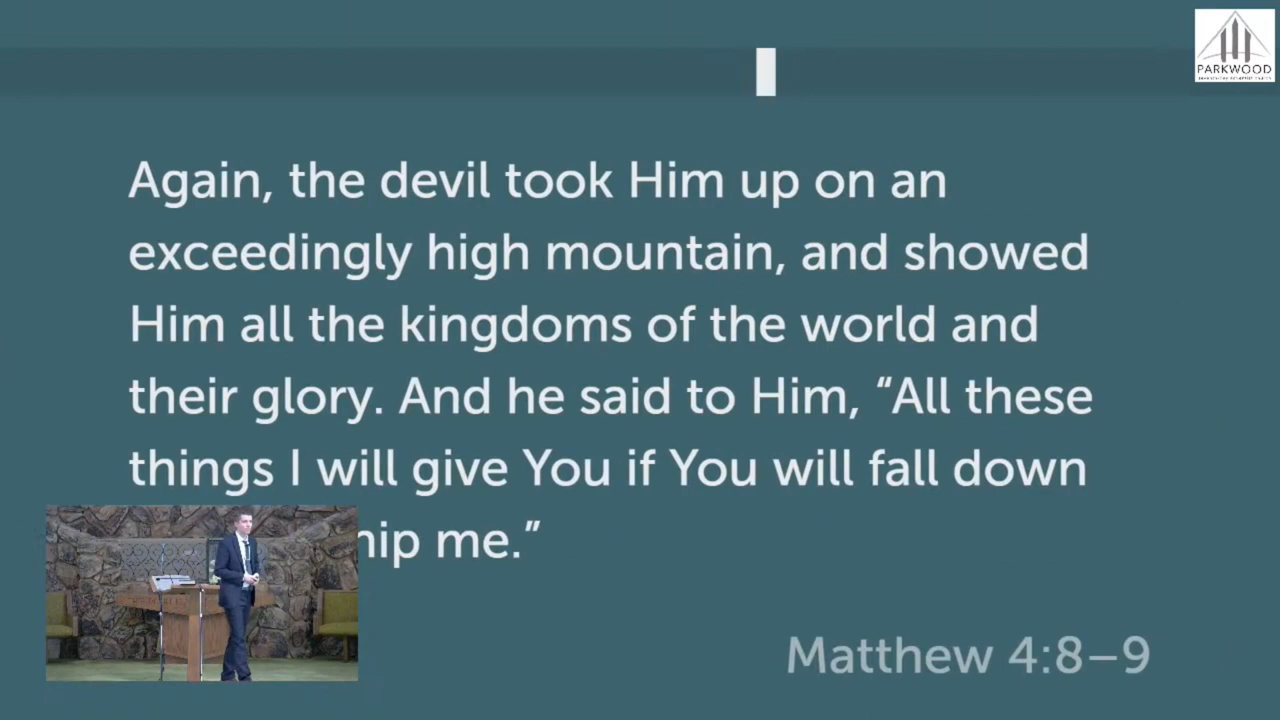 PARKWOOD
Again, the devil took Him up on an
exceedingly high mountain, and showed
Him all the kingdoms of the world and
their glory. And he said to Him, “All these
things I will give You if You will fall down
me.”
Matthew 4:8–9